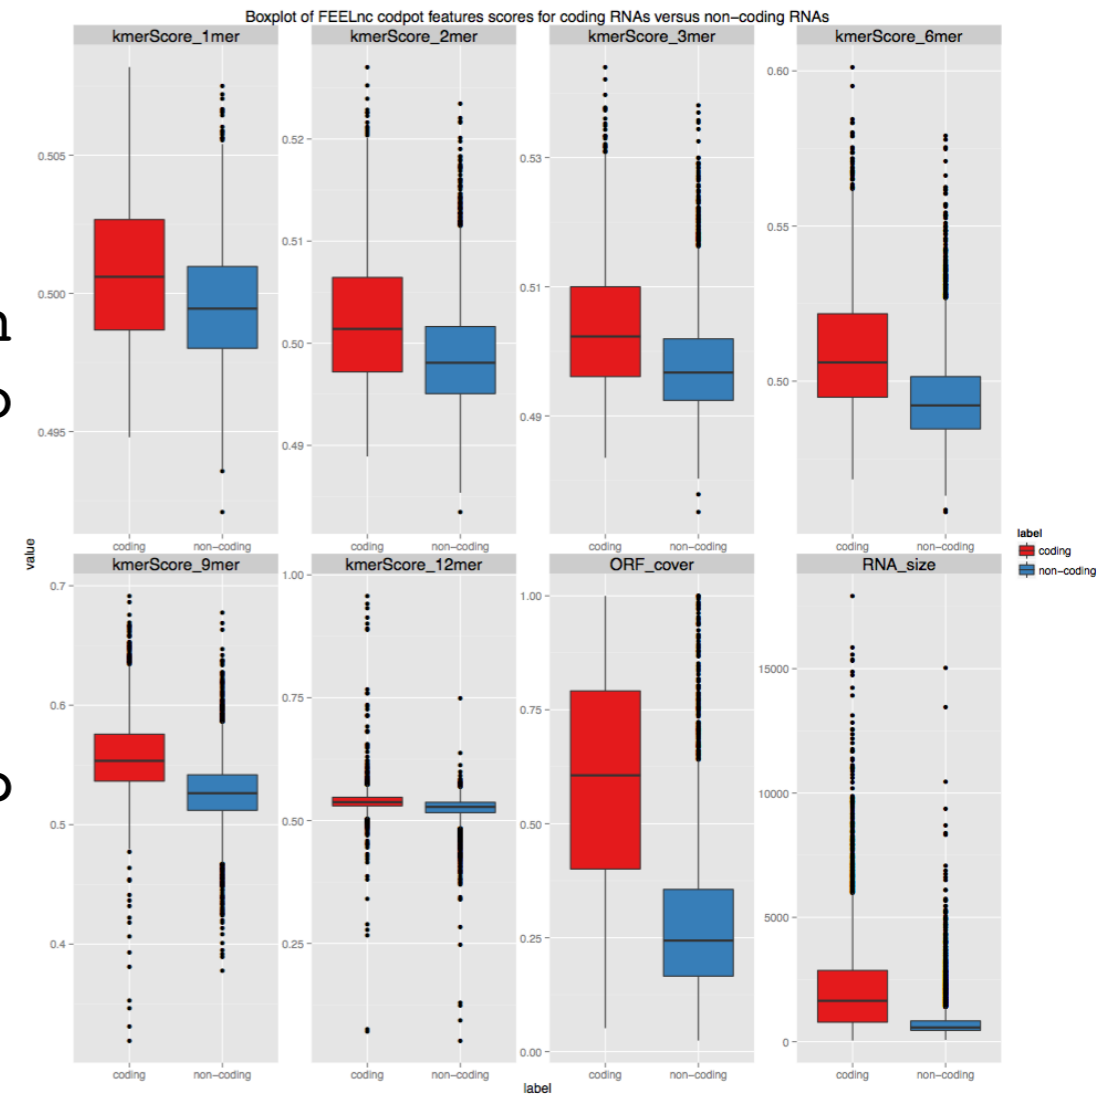 Boxplot of FEELnc codpot features scores for coding RNAs versus non−coding RNAs
kmerScore_1mer
kmerScore_2mer
kmerScore_3mer
kmerScore_6mer
0.505
0.500
0.495
0.52
0.51
0.50
0.49
0.53
0.51
0.49
0.60
0.55
0.50
coding
non−coding
coding
non−coding
coding
non−coding
coding
non−coding
value
label
coding
non−coding
kmerScore_9mer
kmerScore_12mer
ORF_cover
RNA_size
0.7
0.6
0.5
0.4
1.00
0.75
0.50
0.25
1.00
0.75
0.50
0.25
0.00
15000
10000
5000
0
coding
non−coding
coding
non−coding
coding
non−coding
coding
non−coding
label